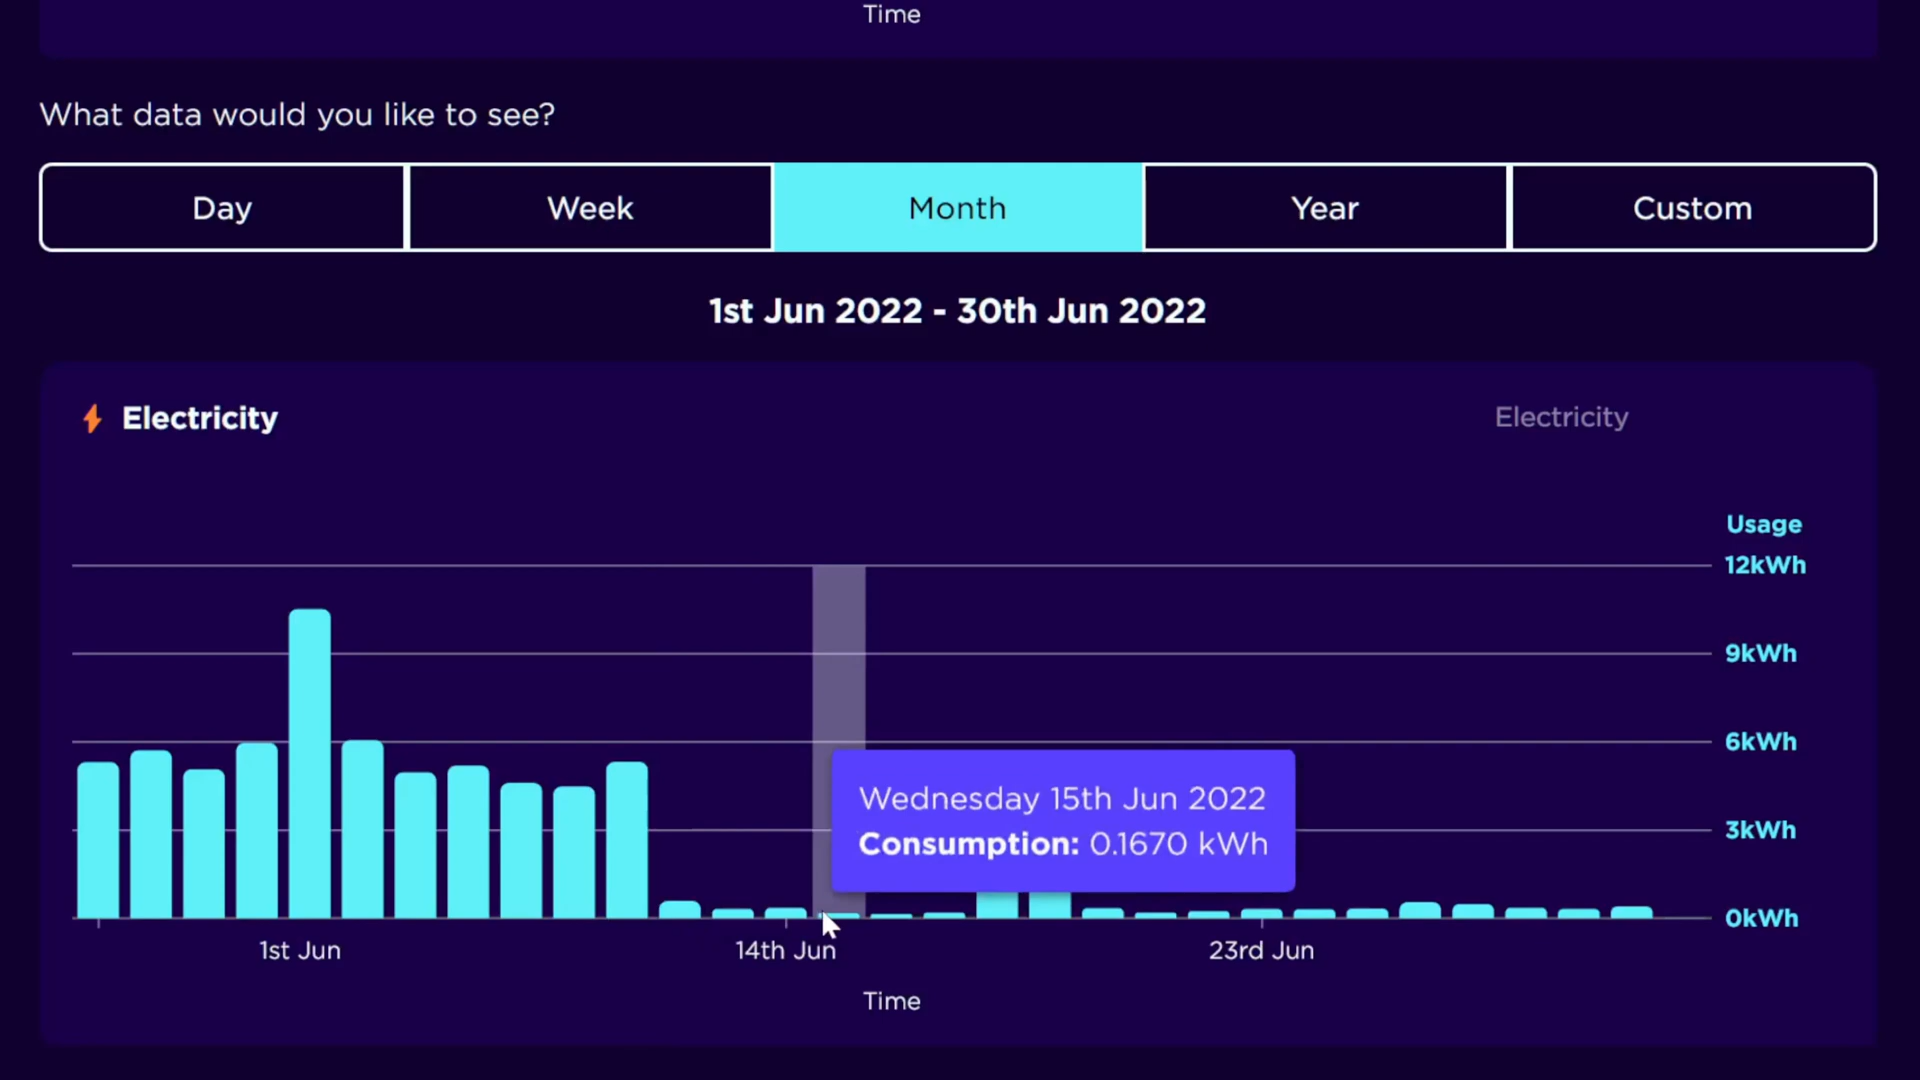 Time
What data would you like to see?
Day
Week
Month
Year
Custom
1st Jun 2022 - 30th Jun 2022
Electricity
Electricity
Usage
12kWh
9kWh
6kWh
Wednesday 15th Jun 2022
3kWh
Consumption: 0.1670 kWh
0kWh
1st Jun
14th Jun
23rd Jun
Time